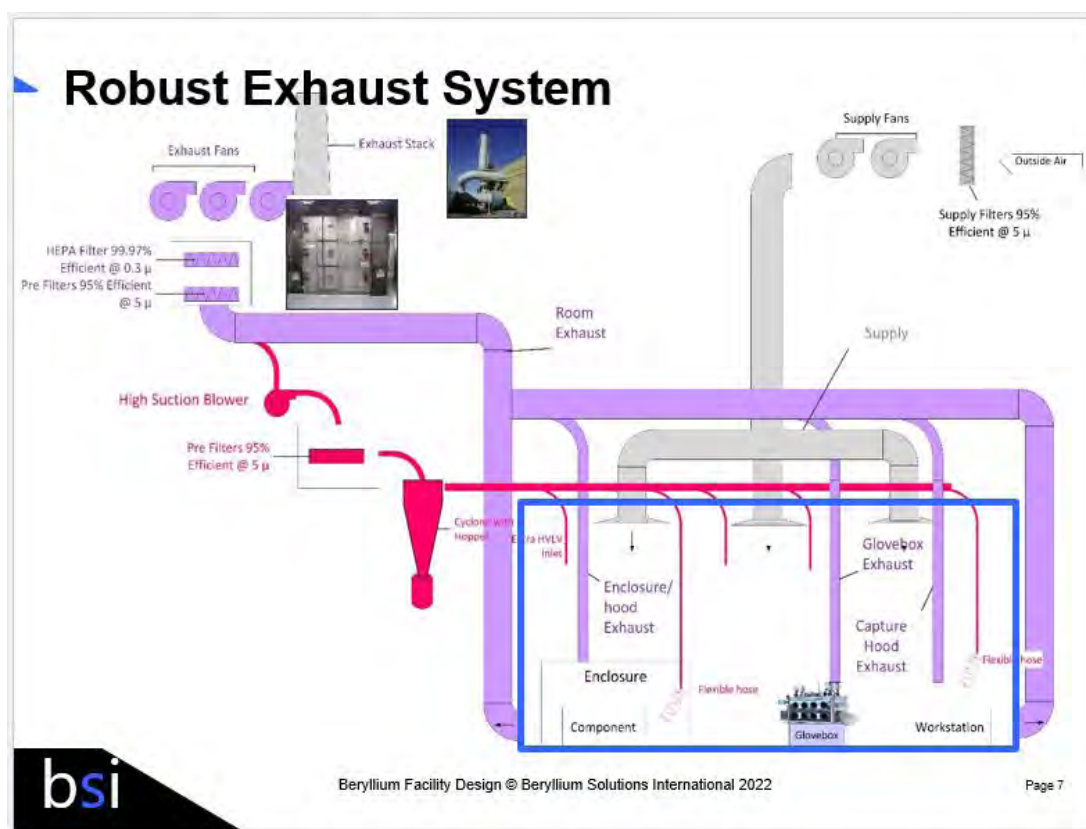 Robust Exhaust System
Exhaust Fans
Exhaust Stack
Supply Fans
Outside Air
Supply Filters 95%
Efficient @ 5 µ
HEPA Filter 99.97%
Efficient @ 0.3 µ
Pre Filters 95% Efficient
@ 5 µ
Room
Exhaust
Supply
High Suction Blower
Pre Filters 95%
Efficient @ 5 µ
Cyclone with
Hopper
Extra HVLV
Inlet
Enclosure/
hood
Exhaust
Glovebox
Exhaust
Capture
Hood
Exhaust
Enclosure
Flexible hose
Flexible hose
Component
Glovebox
Workstation
bsi
Beryllium Facility Design © Beryllium Solutions International 2022
Page 7